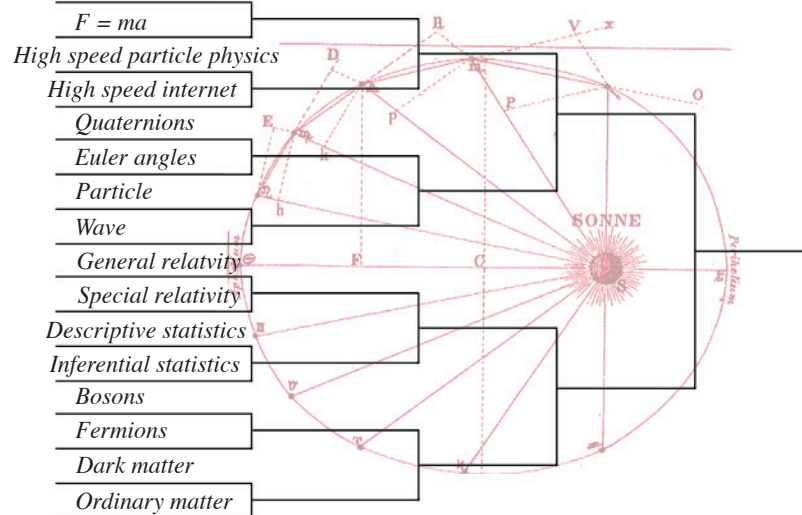 F = ma
High speed particle physics
High speed internet
Quaternions
Euler angles
Particle
Wave
General relatvity
Special relativity
Descriptive statistics
Inferential statistics
Bosons
Fermions
Dark matter
Ordinary matter
R
V
x
D
m
P
O
E
p
m
k
h
SONNE
F
C
S
Perihelium